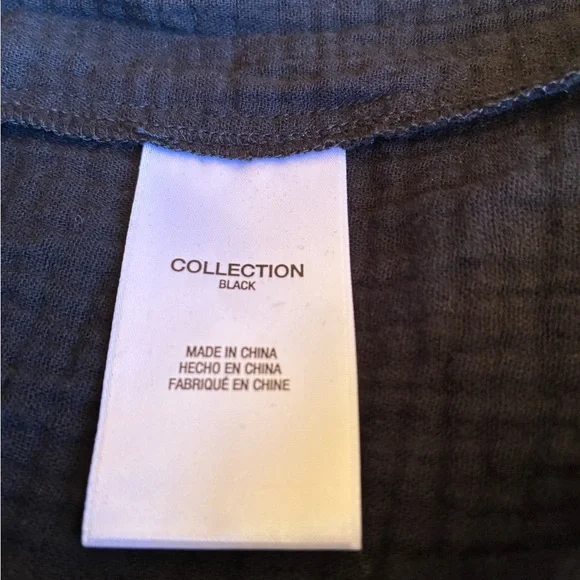 COLLECTION
BLACK
MADE IN CHINA
HECHO EN CHINA
FABRIQUÉ EN CHINE